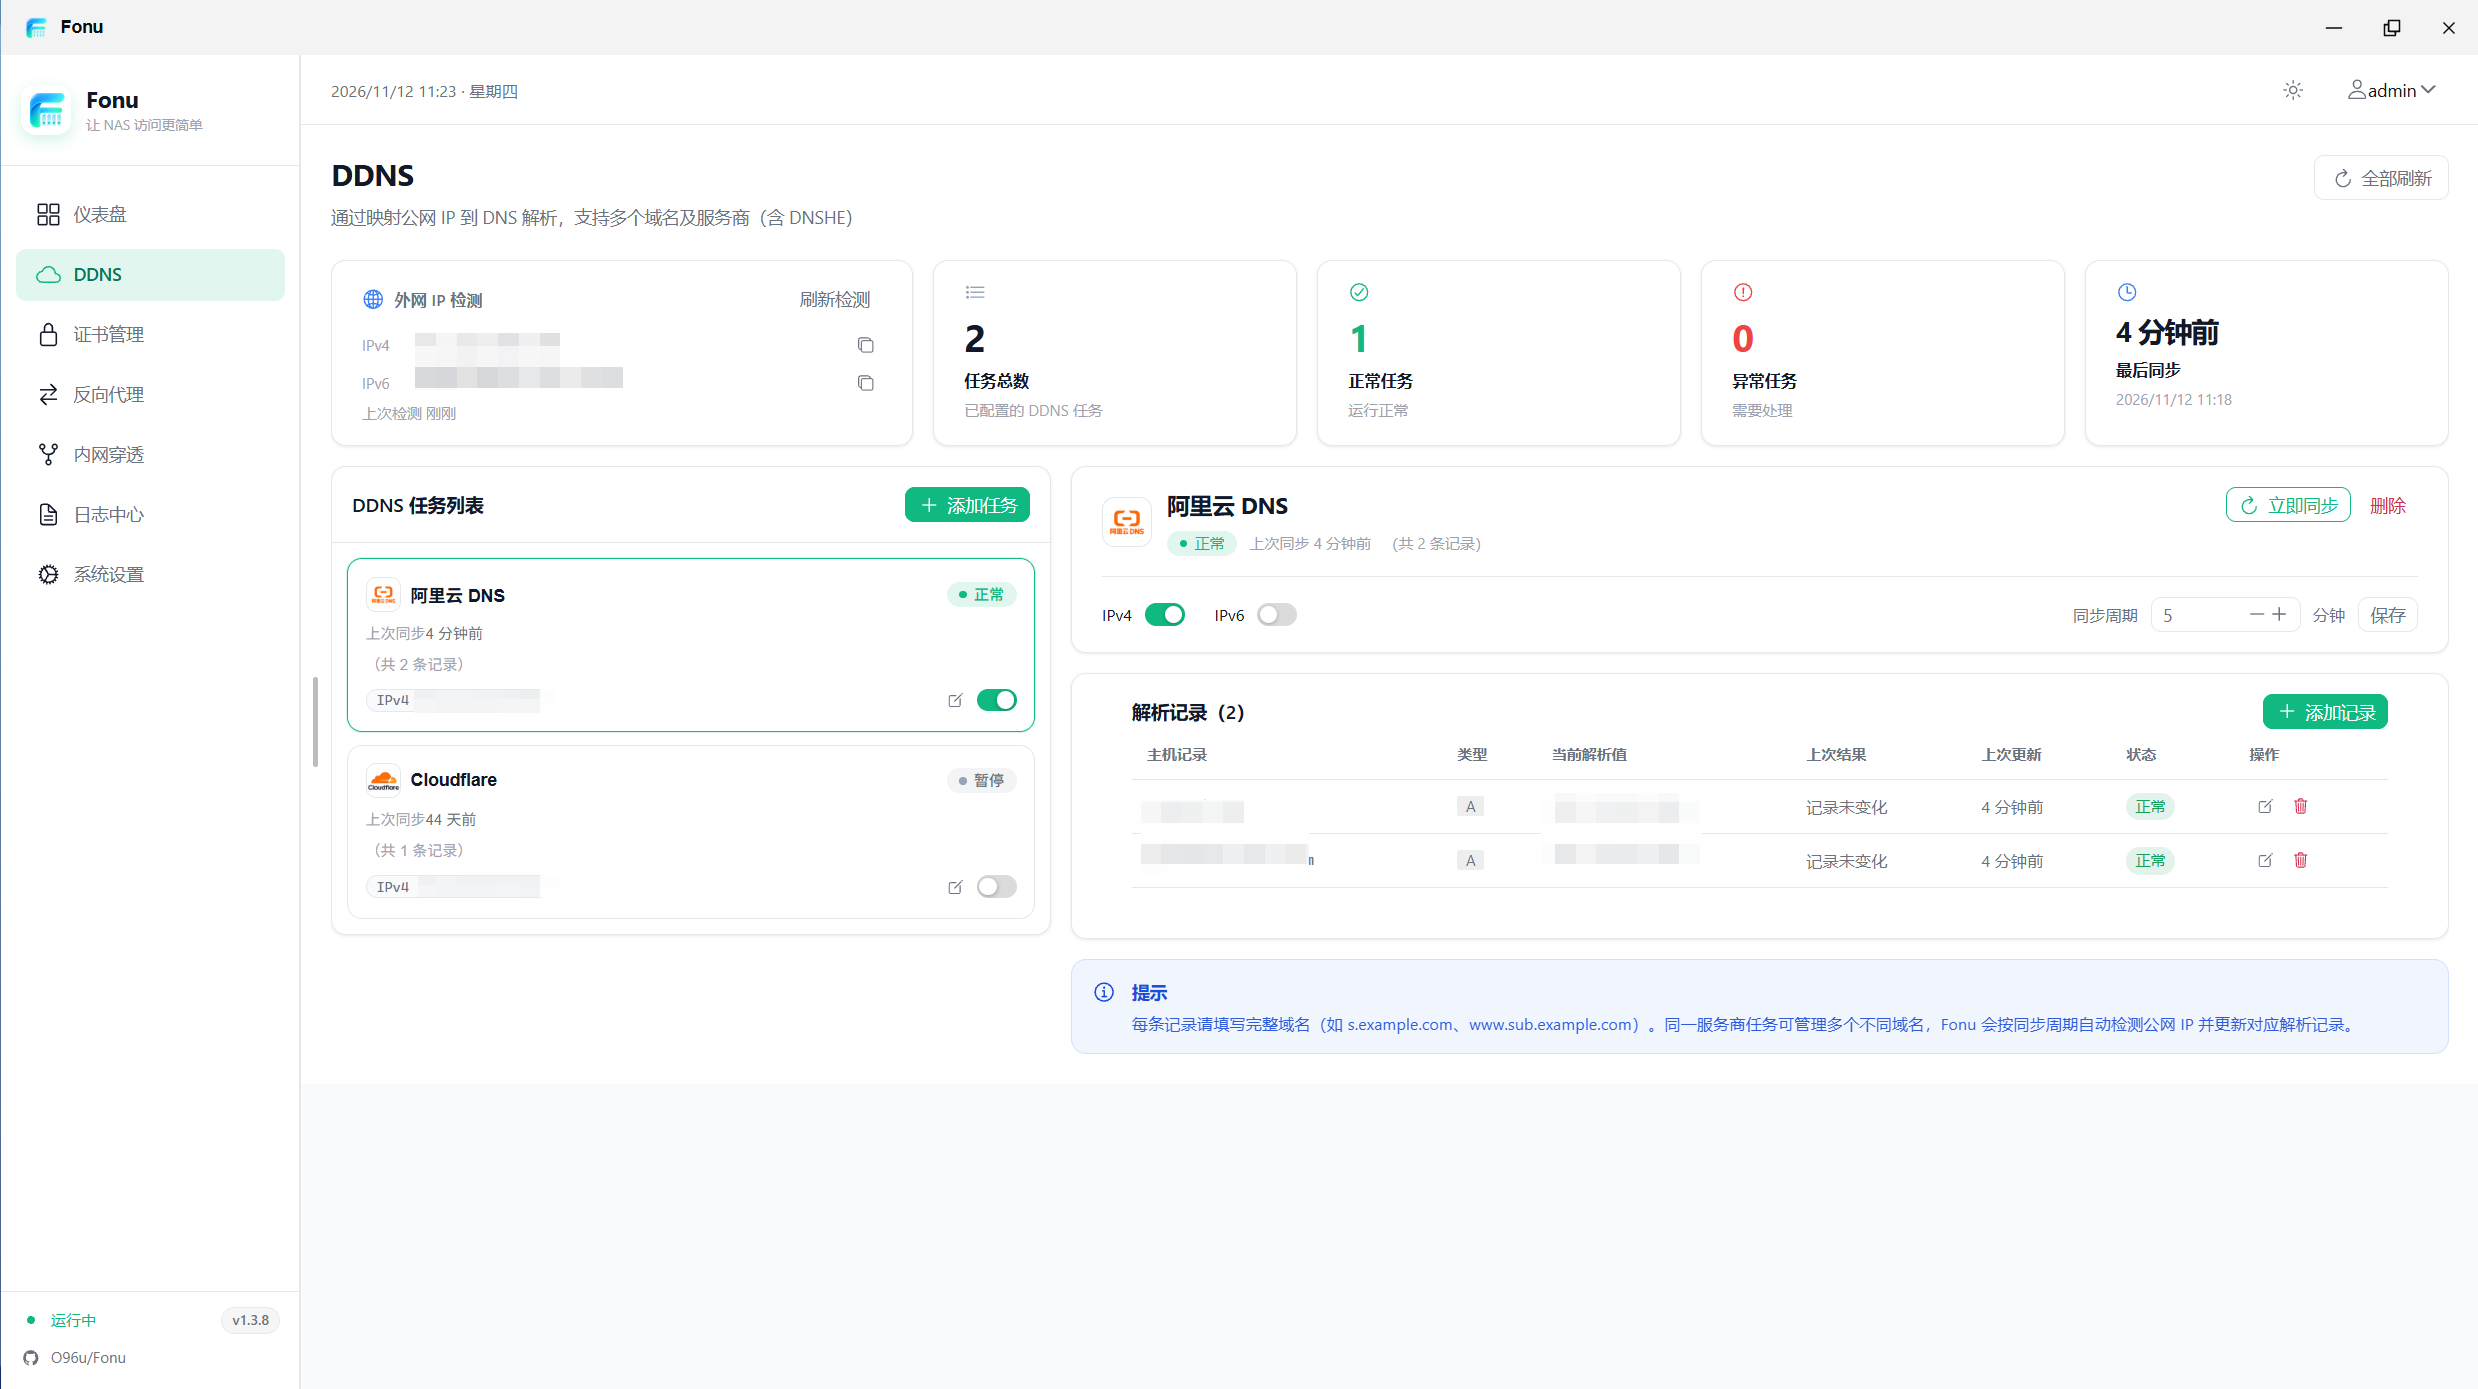 Fonu
Fonu
让 NAS 访问更简单
仪表盘
DDNS
证书管理
反向代理
内网穿透
日志中心
系统设置
运行中
v1.3.8
O96u/Fonu
2026/11/12 11:23 · 星期四
admin
DDNS
通过映射公网 IP 到 DNS 解析，支持多个域名及服务商（含 DNSHE）
全部刷新
外网 IP 检测
刷新检测
IPv4
IPv6
上次检测 刚刚
2
任务总数
已配置的 DDNS 任务
1
正常任务
运行正常
0
异常任务
需要处理
4 分钟前
最后同步
2026/11/12 11:18
DDNS 任务列表
添加任务
阿里云 DNS
正常
上次同步4 分钟前
（共 2 条记录）
IPv4
Cloudflare
Cloudflare
暂停
上次同步44 天前
（共 1 条记录）
IPv4
阿里云 DNS
阿里云 DNS
正常
上次同步 4 分钟前
（共 2 条记录）
立即同步
删除
IPv4
IPv6
同步周期
5
分钟
保存
解析记录（2）
添加记录
主机记录
类型
当前解析值
上次结果
上次更新
状态
操作
A
记录未变化
4 分钟前
正常
A
记录未变化
4 分钟前
正常
提示
每条记录请填写完整域名（如 s.example.com、www.sub.example.com）。同一服务商任务可管理多个不同域名，Fonu 会按同步周期自动检测公网 IP 并更新对应解析记录。